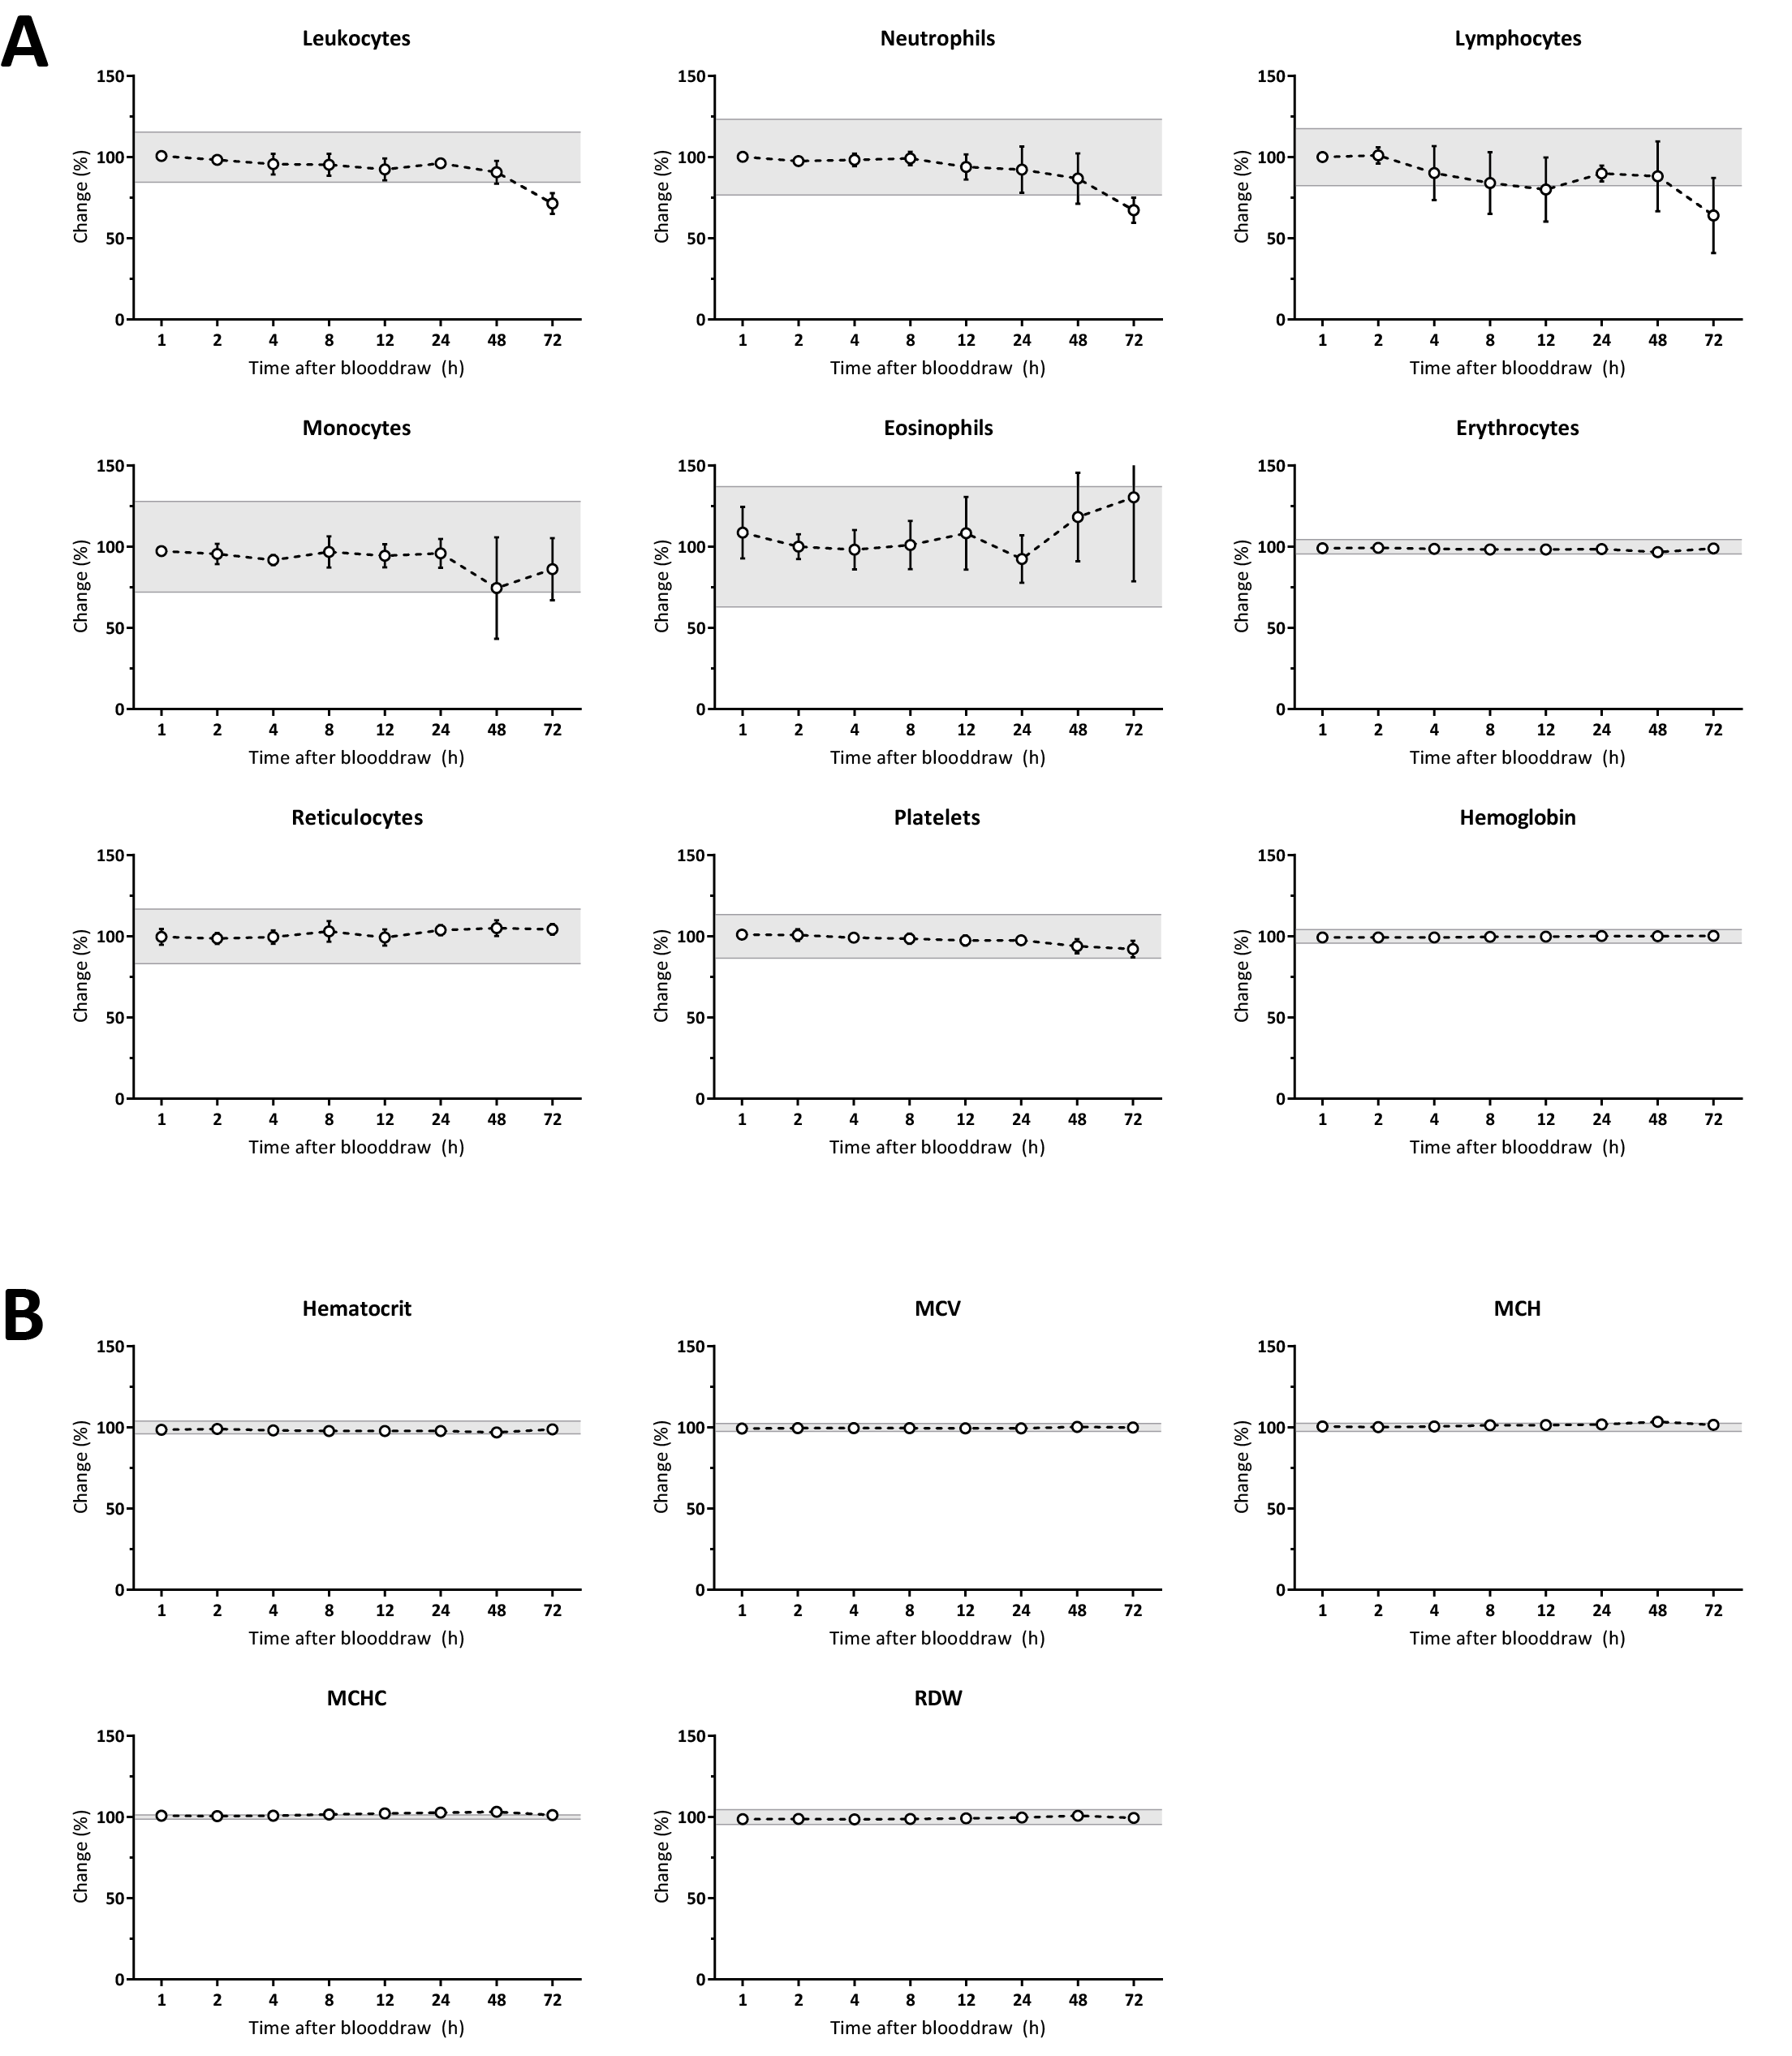 A
Leukocytes Neutrophils Lymphocytes
150 150 150
100 100 100
50 50 50
0 0 0
Change (%) Change (%) Change (%)
1 2 4 8 12 24 48 72 1 2 4 8 12 24 48 72 1 2 4 8 12 24 48 72
Time after blooddraw (h) Time after blooddraw (h) Time after blooddraw (h)
Monocytes Eosinophils Erythrocytes
150 150 150
100 100 100
50 50 50
0 0 0
Change (%) Change (%) Change (%)
1 2 4 8 12 24 48 72 1 2 4 8 12 24 48 72 1 2 4 8 12 24 48 72
Time after blooddraw (h) Time after blooddraw (h) Time after blooddraw (h)
Reticulocytes Platelets Hemoglobin
150 150 150
100 100 100
50 50 50
0 0 0
Change (%) Change (%) Change (%)
1 2 4 8 12 24 48 72 1 2 4 8 12 24 48 72 1 2 4 8 12 24 48 72
Time after blooddraw (h) Time after blooddraw (h) Time after blooddraw (h)
B
Hematocrit MCV MCH
150 150 150
100 100 100
50 50 50
0 0 0
Change (%) Change (%) Change (%)
1 2 4 8 12 24 48 72 1 2 4 8 12 24 48 72 1 2 4 8 12 24 48 72
Time after blooddraw (h) Time after blooddraw (h) Time after blooddraw (h)
MCHC RDW
150 150
100 100
50 50
0 0
Change (%) Change (%)
1 2 4 8 12 24 48 72 1 2 4 8 12 24 48 72
Time after blooddraw (h) Time after blooddraw (h)